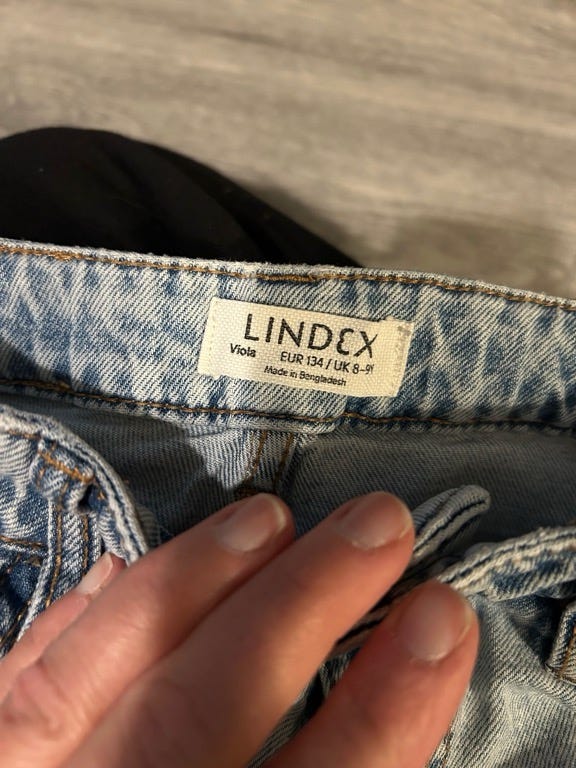 LINDEX
Viola EUR 134 / UK 8-9Y
Made in Bangladesh